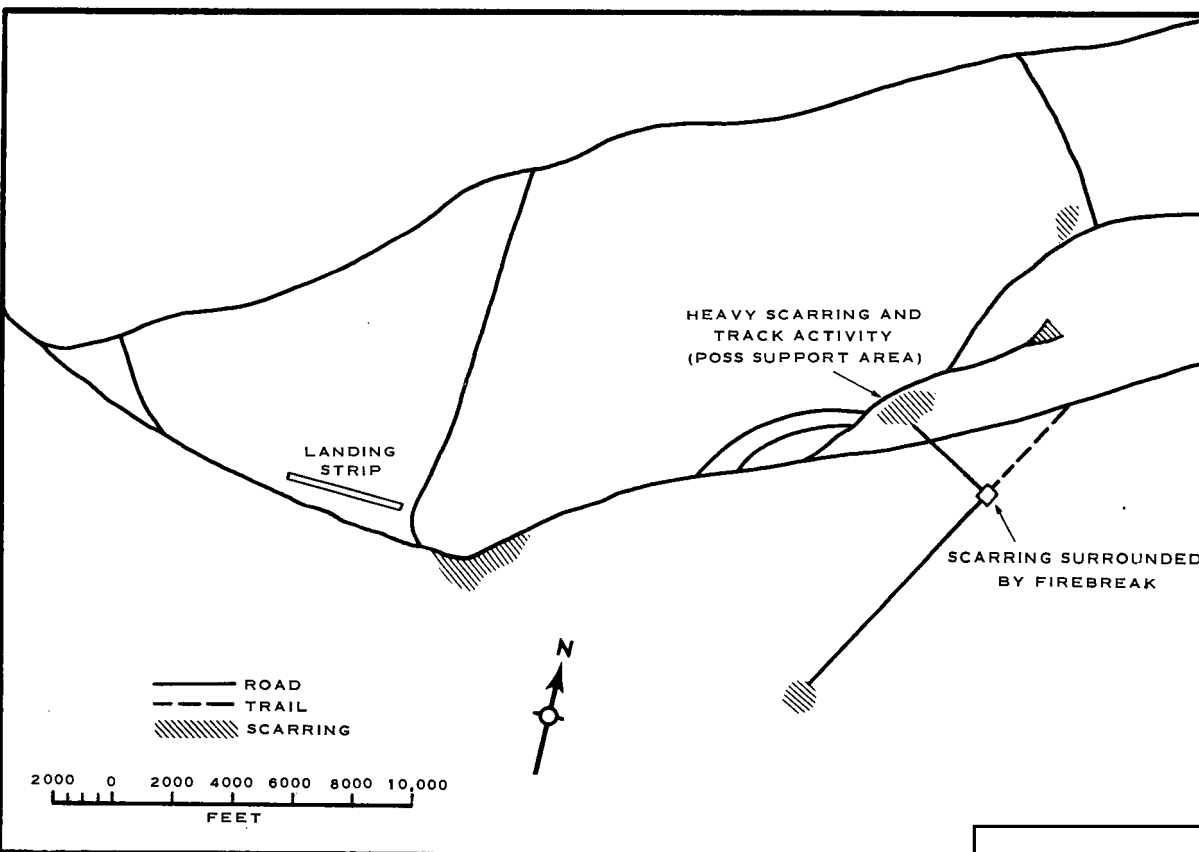 HEAVY SCARRING AND
TRACK ACTIVITY
(POSS SUPPORT AREA)
LANDING
STRIP
SCARRING SURROUNDED
BY FIREBREAK
N
ROAD
TRAIL
SCARRING
2000 0 2000 4000 6000 8000 10,000
FEET